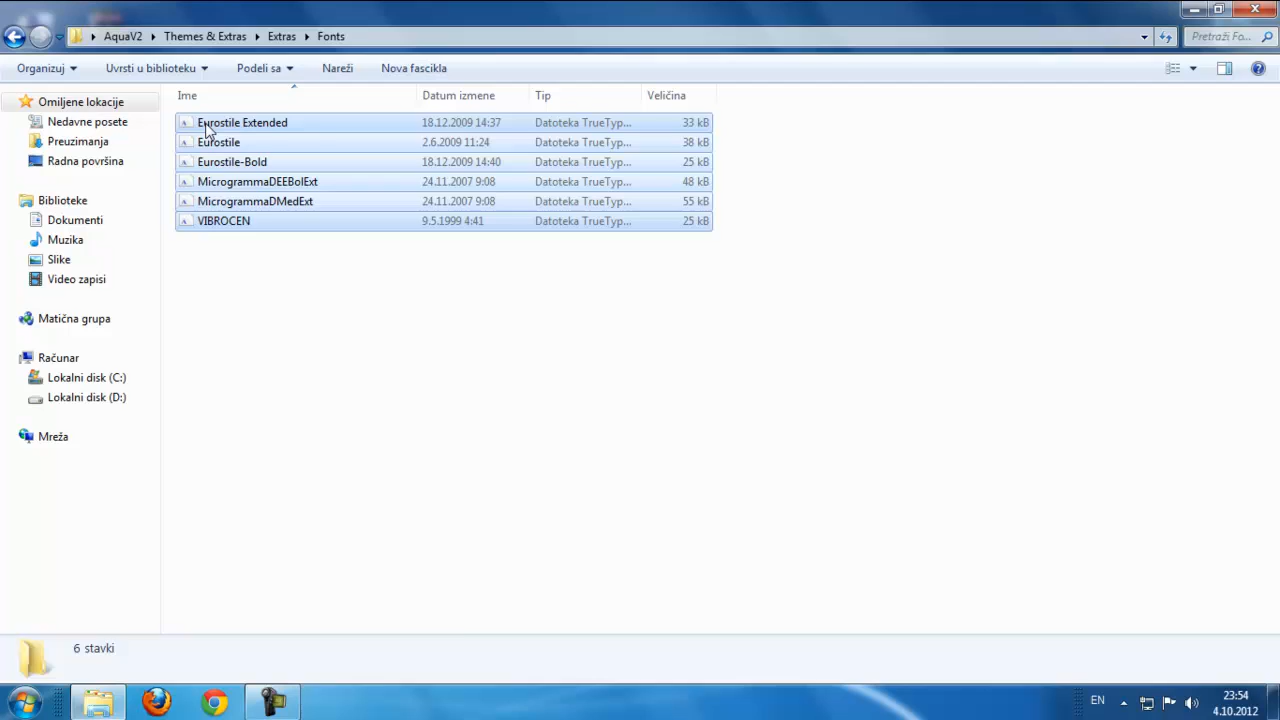 AquaV2 Themes & Extras Extras Fonts Pretraži Fo...
Organizuj Uvrsti u biblioteku Podeli sa Nareži Nova fascikla
Omiljene lokacije
Nedavne posete
Preuzimanja
Radna površina
Biblioteke
Dokumenti
Muzika
Slike
Video zapisi
Matična grupa
Računar
Lokalni disk (C:)
Lokalni disk (D:)
Mreža
Ime Datum izmene Tip Veličina
Eurostile Extended 18.12.2009 14:37 Datoteka TrueTyp... 33 kB
Eurostile 2.6.2009 11:24 Datoteka TrueTyp... 38 kB
Eurostile-Bold 18.12.2009 14:40 Datoteka TrueTyp... 25 kB
MicrogrammaDEEBolExt 24.11.2007 9:08 Datoteka TrueTyp... 48 kB
MicrogrammaDMedExt 24.11.2007 9:08 Datoteka TrueTyp... 55 kB
VIBROCEN 9.5.1999 4:41 Datoteka TrueTyp... 25 kB
6 stavki
EN
23:54
4.10.2012